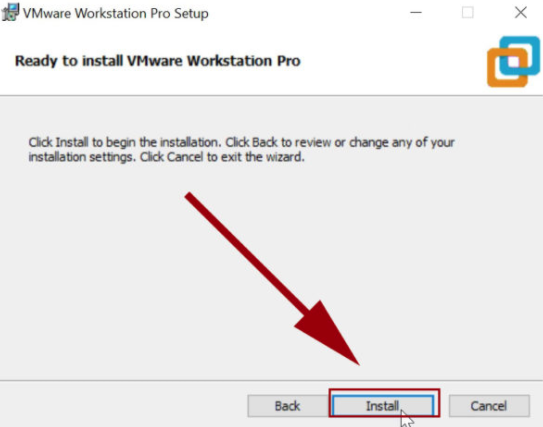 VMware Workstation Pro Setup
Ready to install VMware Workstation Pro
Click Install to begin the installation. Click Back to review or change any of your
installation settings. Click Cancel to exit the wizard.
Back Install Cancel